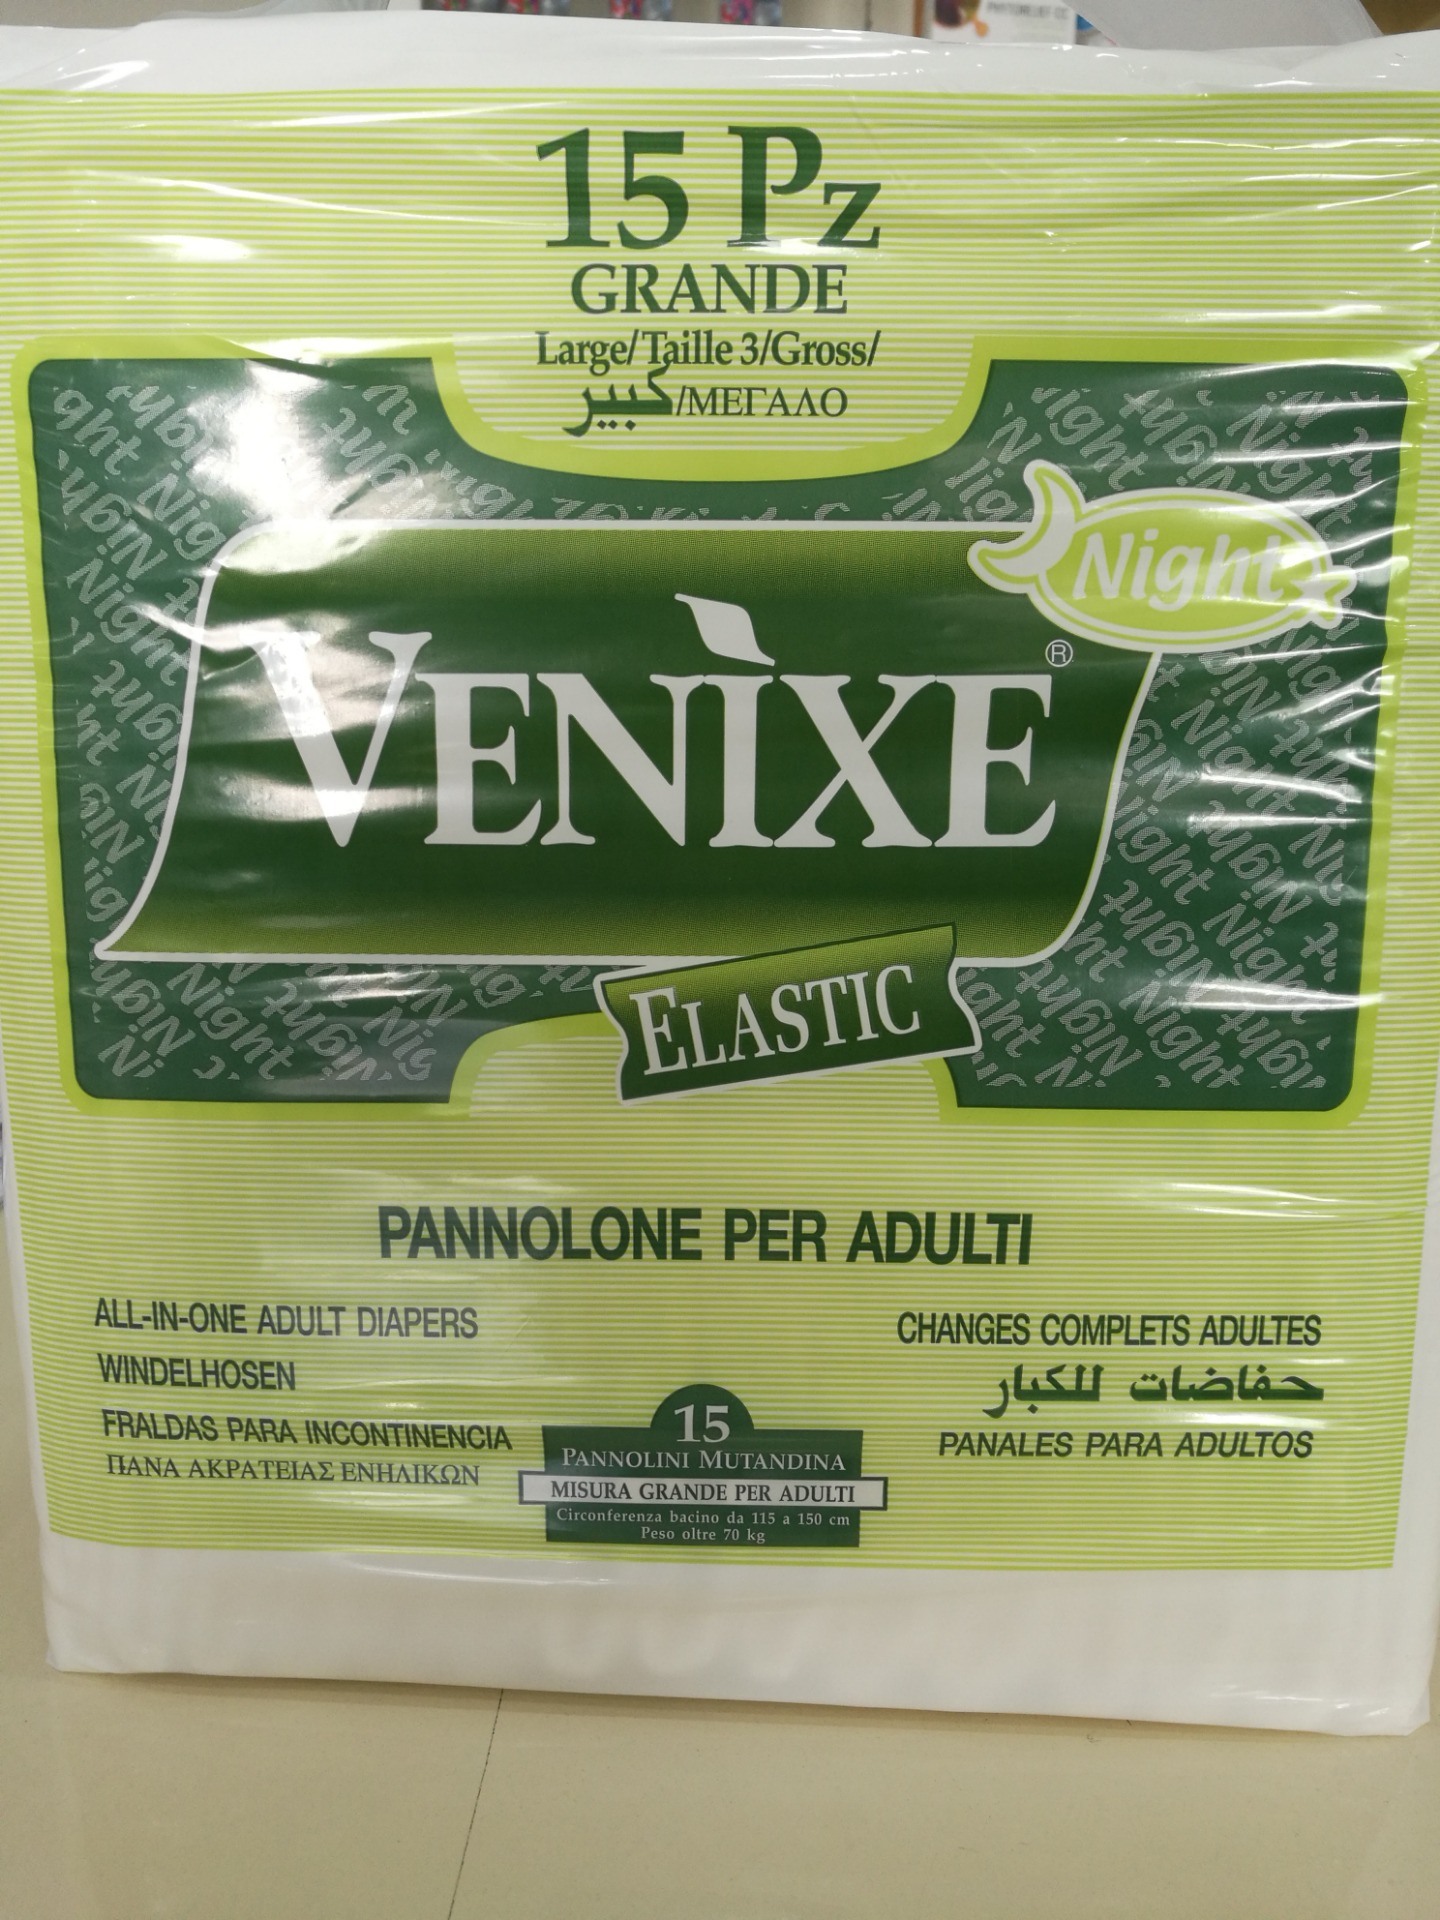 15 Pz
GRANDE
Large/Taille 3/Gross/
كبير/ΜΕΓΑΛΟ
Night
VENÌXE®
ELASTIC
PANNOLONE PER ADULTI
ALL-IN-ONE ADULT DIAPERS
WINDELHOSEN
FRALDAS PARA INCONTINENCIA
ΠΑΝΑ ΑΚΡΑΤΕΙΑΣ ΕΝΗΛΙΚΩΝ
CHANGES COMPLETS ADULTES
حفاضات للكبار
PANALES PARA ADULTOS
15
PANNOLINI MUTANDINA
MISURA GRANDE PER ADULTI
Circonferenza bacino da 115 a 150 cm
Peso oltre 70 kg